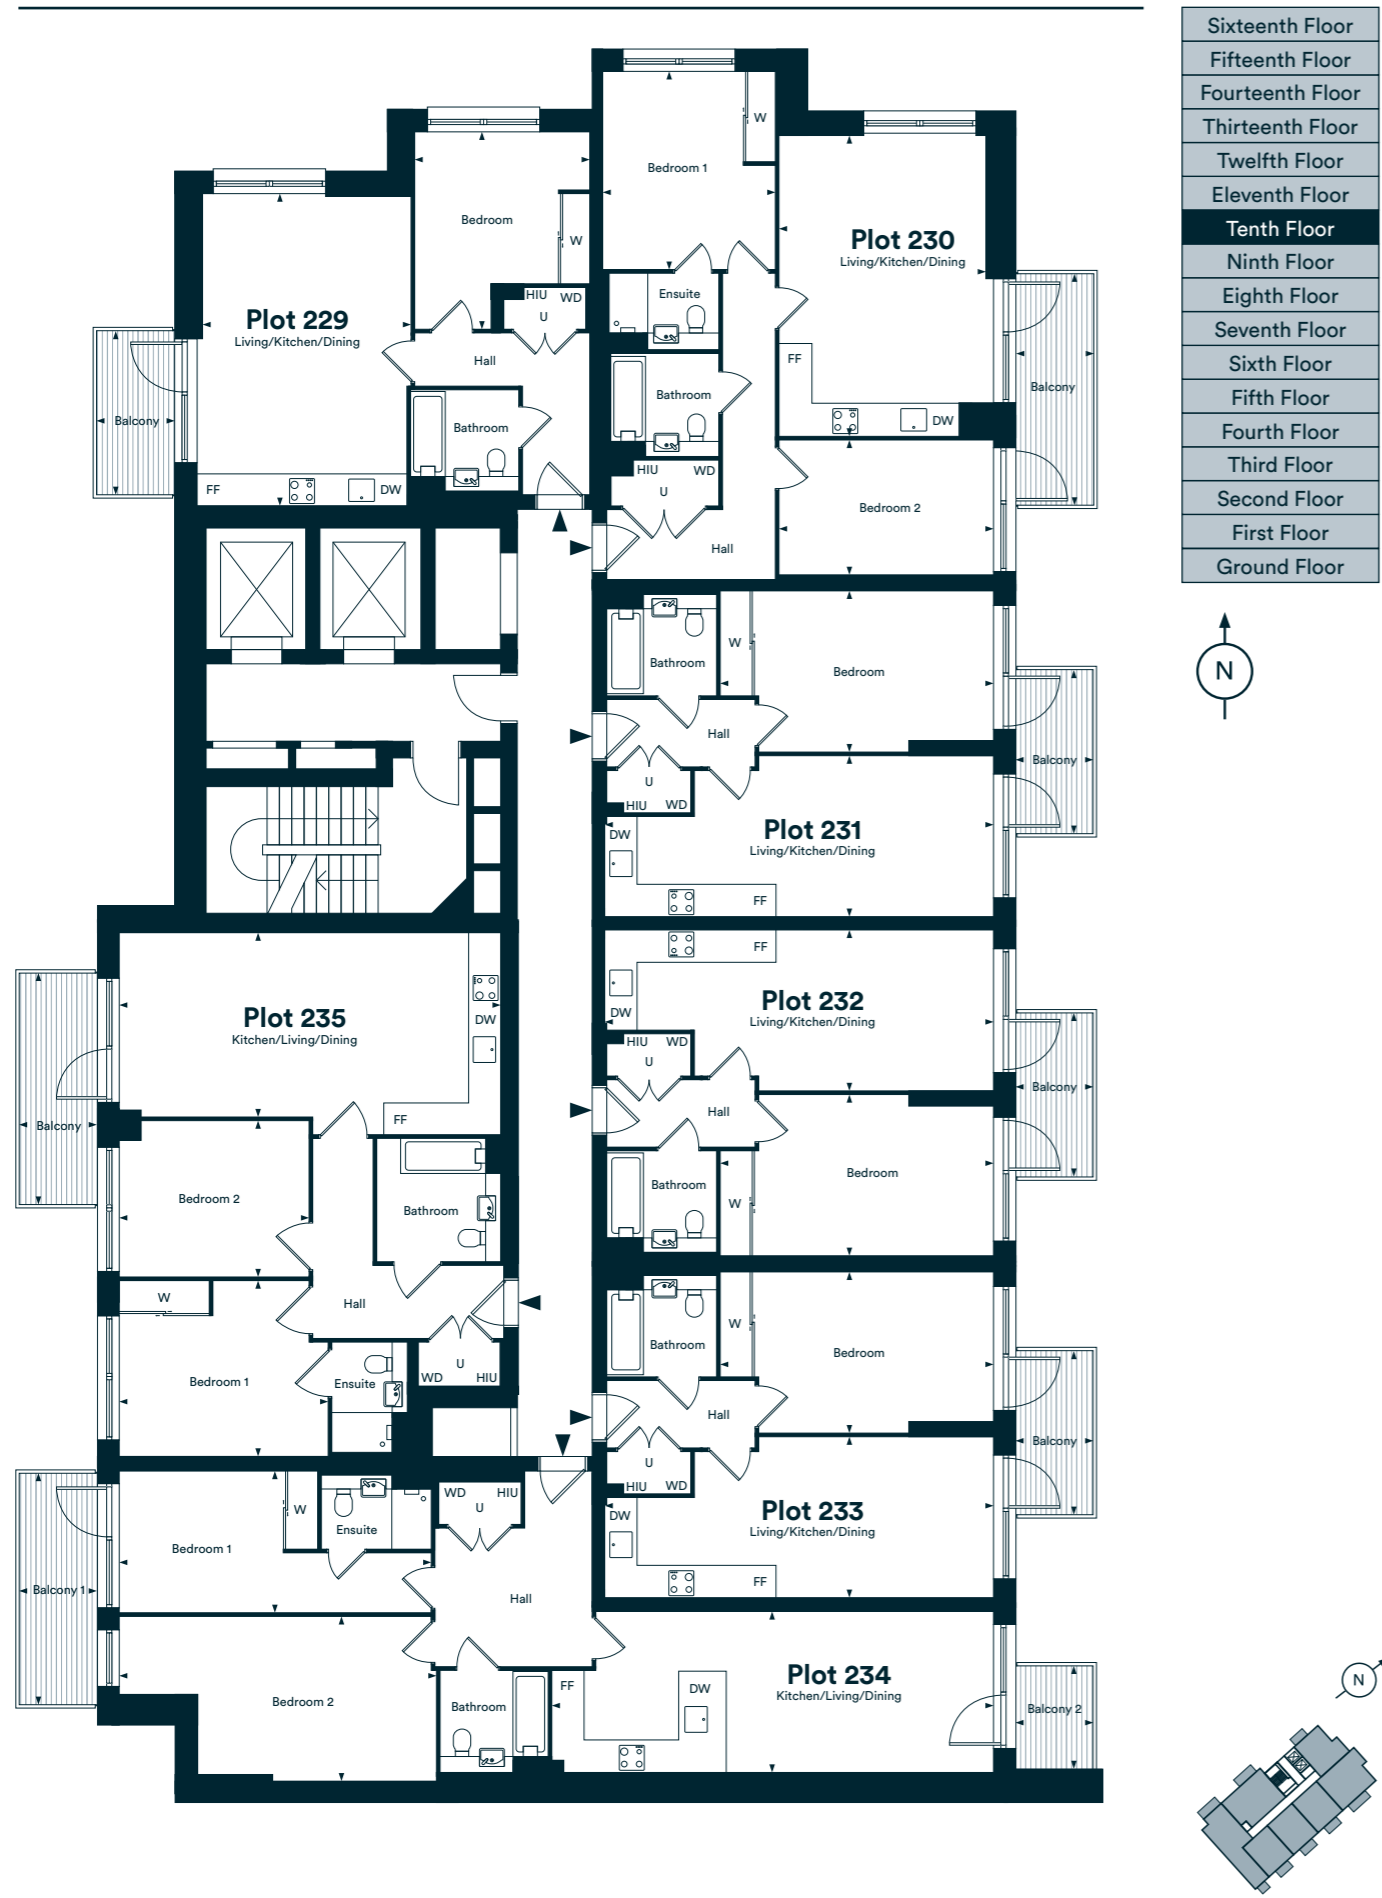 Sixteenth Floor
Fifteenth Floor
Fourteenth Floor
Thirteenth Floor
Twelfth Floor
Eleventh Floor
Tenth Floor
Ninth Floor
Eighth Floor
Seventh Floor
Sixth Floor
Fifth Floor
Fourth Floor
Third Floor
Second Floor
First Floor
Ground Floor
N
Plot 229
Living/Kitchen/Dining
Balcony
FF
DW
Bedroom
W
HIU WD
U
Hall
Bathroom
Plot 230
Living/Kitchen/Dining
Bedroom 1
W
Ensuite
Bathroom
HIU WD
U
Hall
FF
DW
Bedroom 2
Balcony
Bathroom
W
Bedroom
Hall
U
HIU WD
Balcony
Plot 231
Living/Kitchen/Dining
DW
FF
FF
DW
Plot 232
Living/Kitchen/Dining
HIU WD
U
Hall
Balcony
Bathroom
W
Bedroom
Bathroom
W
Bedroom
Hall
U
HIU WD
Balcony
Plot 233
Living/Kitchen/Dining
DW
FF
Plot 235
Kitchen/Living/Dining
DW
FF
Balcony
Bedroom 2
Bathroom
Hall
W
Bedroom 1
Ensuite
U
WD HIU
Bedroom 1
W
Ensuite
WD HIU
U
Balcony 1
Hall
Bedroom 2
Bathroom
FF
DW
Plot 234
Kitchen/Living/Dining
Balcony 2
N